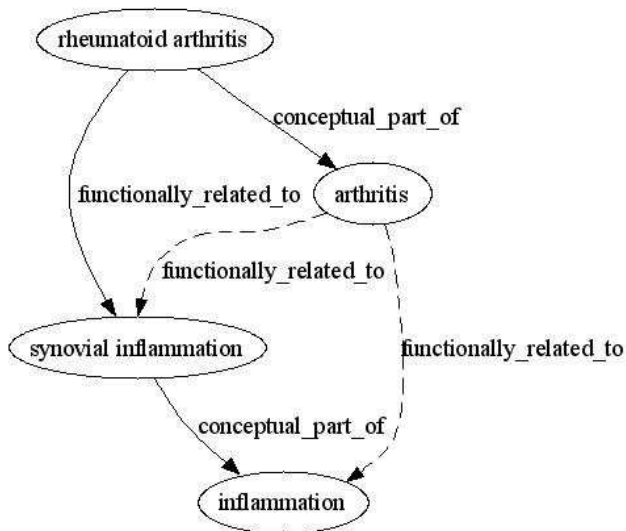 rheumatoid arthritis
conceptual_part_of
functionally_related_to
arthritis
functionally_related_to
synovial inflammation
functionally_related_to
conceptual_part_of
inflammation